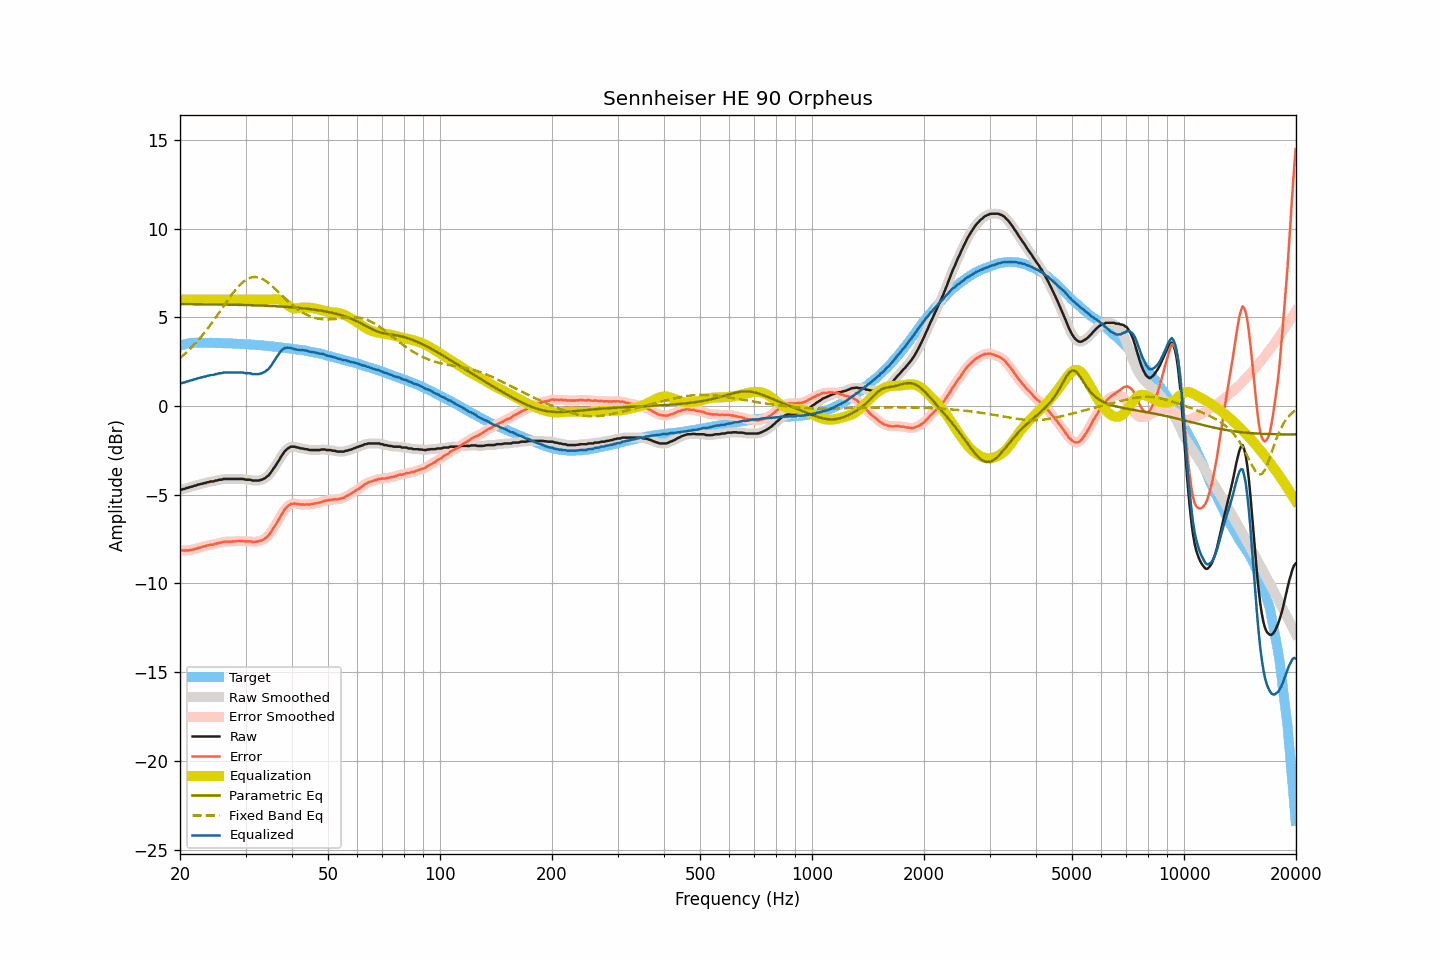 Sennheiser HE 90 Orpheus
15
10
5
0
−5
−10
−15
−20
−25
Amplitude (dBr)
Target
Raw Smoothed
Error Smoothed
Raw
Error
Equalization
Parametric Eq
Fixed Band Eq
Equalized
20 50 100 200 500 1000 2000 5000 10000 20000
Frequency (Hz)